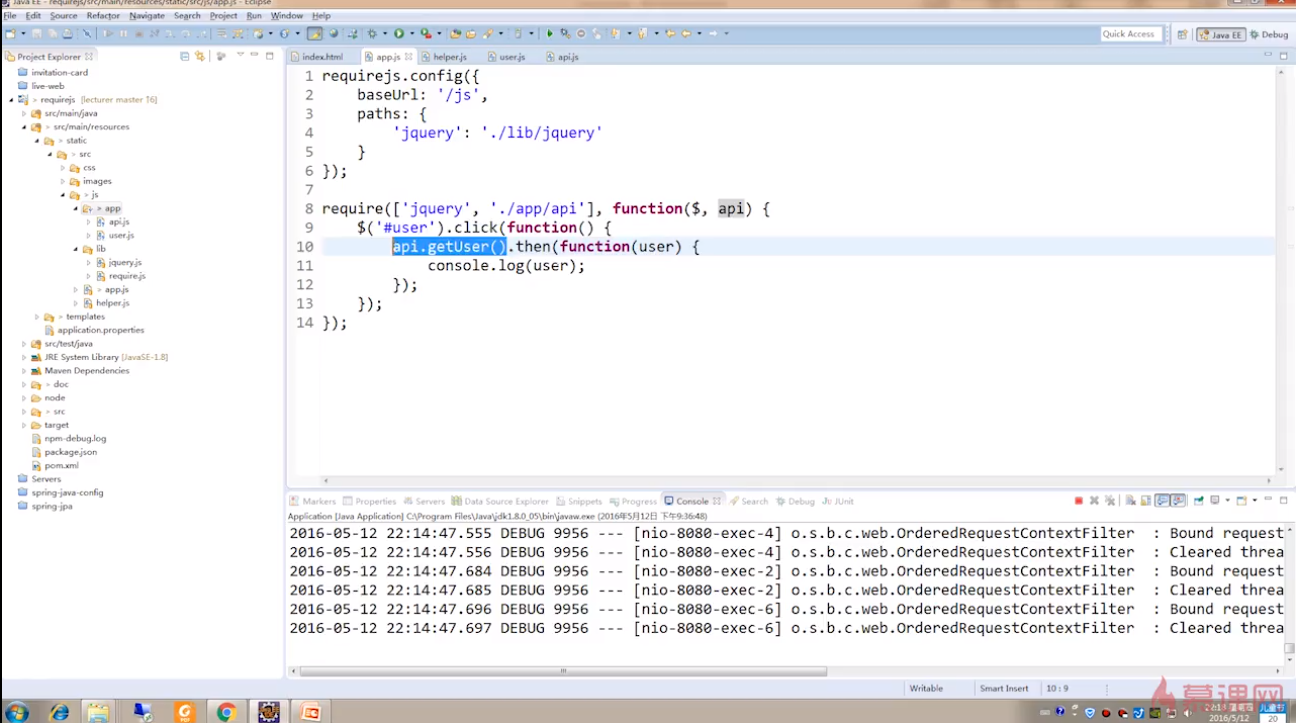 Java EE - requirejs/src/main/resources/static/src/js/app.js - Eclipse
File Edit Source Refactor Navigate Search Project Run Window Help
Quick Access
Java EE
Debug
Project Explorer
index.html
app.js
helper.js
user.js
api.js
invitation-card
live-web
> requirejs [lecturer master ↑6]
src/main/java
> src/main/resources
> static
> src
css
images
> js
> app
api.js
user.js
> lib
jquery.js
require.js
> app.js
helper.js
> templates
application.properties
src/test/java
JRE System Library [JavaSE-1.8]
Maven Dependencies
> doc
node
> src
target
npm-debug.log
package.json
pom.xml
Servers
spring-java-config
spring-jpa
1 requirejs.config({
2 baseUrl: '/js',
3 paths: {
4 'jquery': './lib/jquery'
5 }
6 });
7
8 require(['jquery', './app/api'], function($, api) {
9 $('#user').click(function() {
10 api.getUser().then(function(user) {
11 console.log(user);
12 });
13 });
14 });
Markers Properties Servers Data Source Explorer Snippets Progress Console Search Debug JUnit
Application [Java Application] C:\Program Files\Java\jdk1.8.0_05\bin\javaw.exe (2016年5月12日 下午9:36:48)
2016-05-12 22:14:47.555 DEBUG 9956 --- [nio-8080-exec-4] o.s.b.c.web.OrderedRequestContextFilter : Bound request
2016-05-12 22:14:47.556 DEBUG 9956 --- [nio-8080-exec-4] o.s.b.c.web.OrderedRequestContextFilter : Cleared threa
2016-05-12 22:14:47.684 DEBUG 9956 --- [nio-8080-exec-2] o.s.b.c.web.OrderedRequestContextFilter : Bound request
2016-05-12 22:14:47.685 DEBUG 9956 --- [nio-8080-exec-2] o.s.b.c.web.OrderedRequestContextFilter : Cleared threa
2016-05-12 22:14:47.696 DEBUG 9956 --- [nio-8080-exec-6] o.s.b.c.web.OrderedRequestContextFilter : Bound request
2016-05-12 22:14:47.697 DEBUG 9956 --- [nio-8080-exec-6] o.s.b.c.web.OrderedRequestContextFilter : Cleared threa
Writable
Smart Insert
10 : 9
慕课网
2016/5/12
20